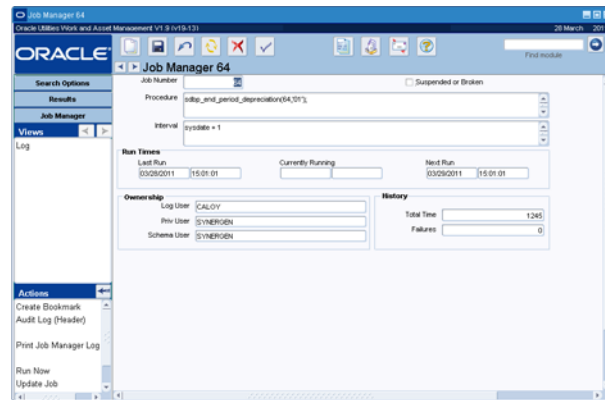 Job Manager 64
Oracle Utilities Work and Asset Management V1.9 (v19-13)
28 March 201
ORACLE
Find module
Job Manager 64
Search Options
Results
Job Manager
Views
Log
Job Number 64
Suspended or Broken
Procedure sdbp_end_period_depreciation(64,'01');
Interval sysdate + 1
Run Times
Last Run Currently Running Next Run
03/28/2011 15:01:01 03/29/2011 15:01:01
Ownership
Log User CALOY
Priv User SYNERGEN
Schema User SYNERGEN
History
Total Time 1245
Failures 0
Actions
Create Bookmark
Audit Log (Header)
Print Job Manager Log
Run Now
Update Job